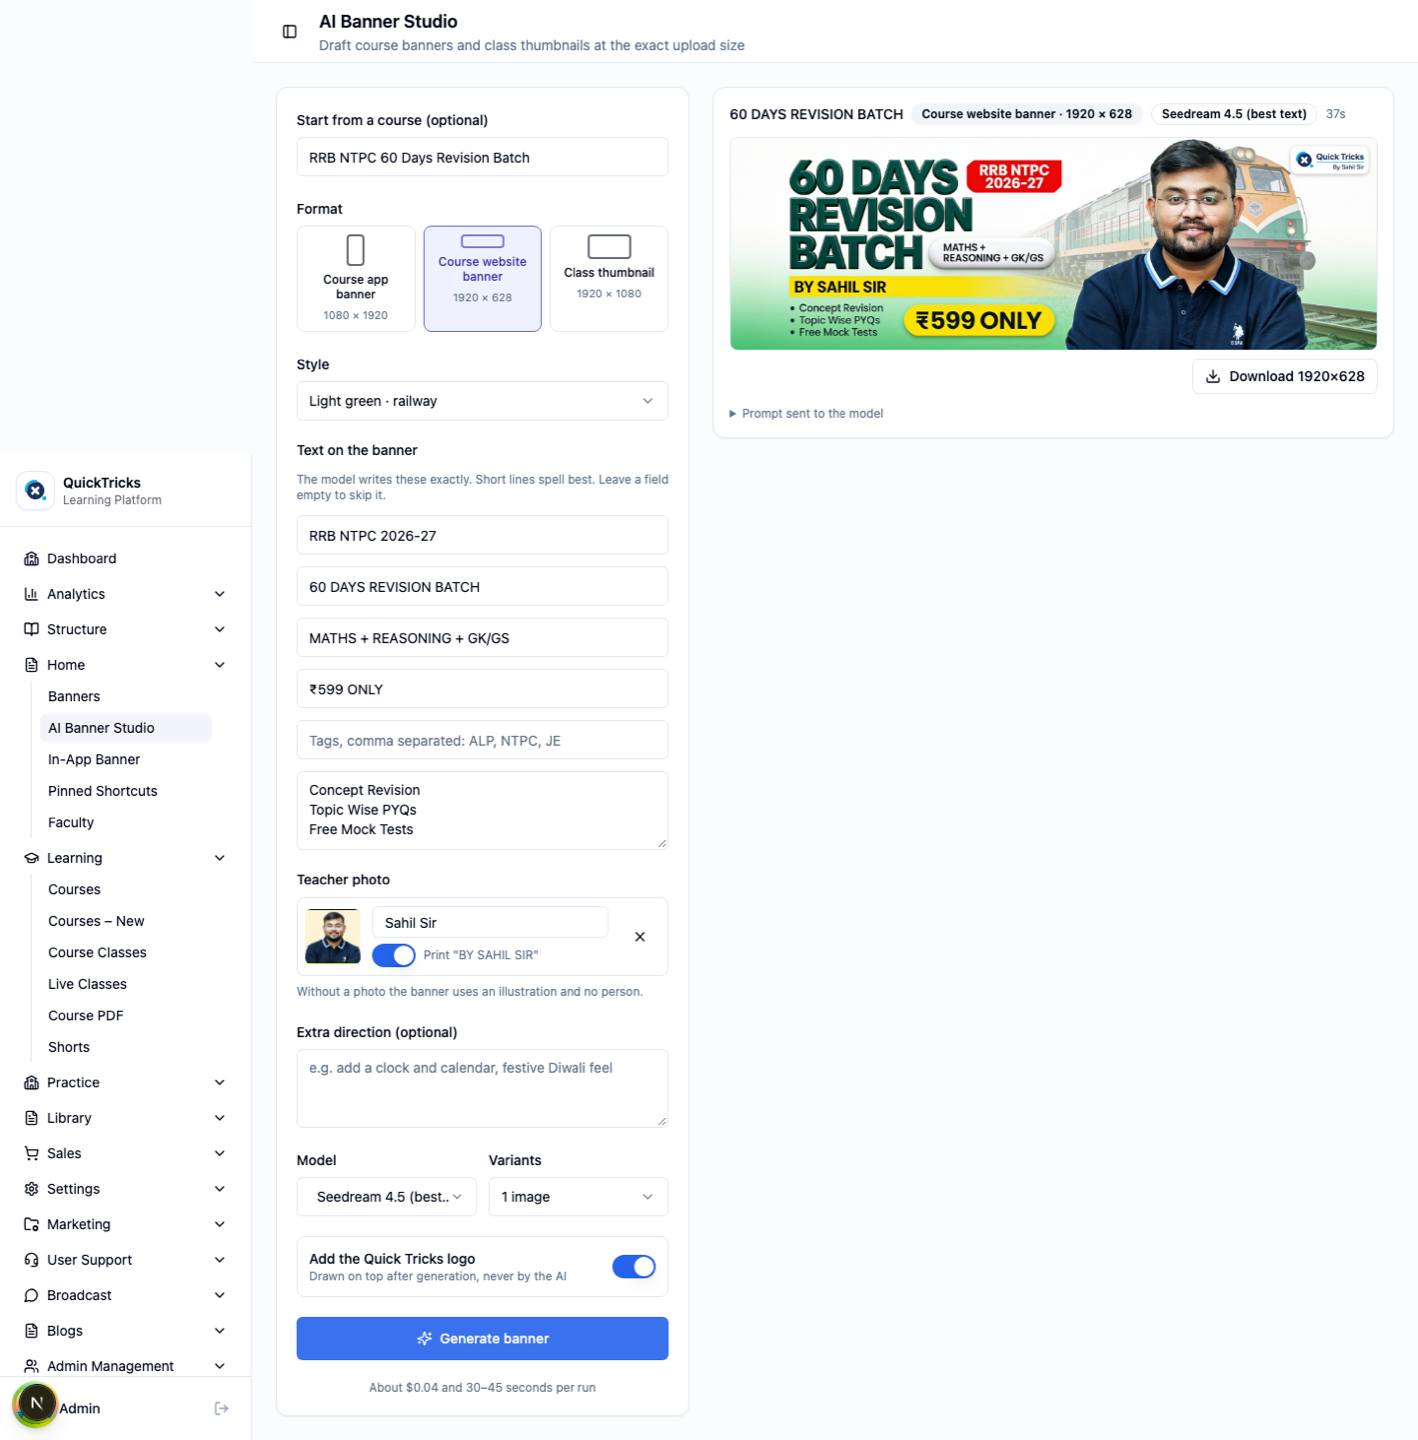 AI Banner Studio
Draft course banners and class thumbnails at the exact upload size
QuickTricks
Learning Platform
Dashboard
Analytics
Structure
Home
Banners
AI Banner Studio
In-App Banner
Pinned Shortcuts
Faculty
Learning
Courses
Courses – New
Course Classes
Live Classes
Course PDF
Shorts
Practice
Library
Sales
Settings
Marketing
User Support
Broadcast
Blogs
Admin Management
N
Admin
Start from a course (optional)
RRB NTPC 60 Days Revision Batch
Format
Course app
banner
1080 × 1920
Course website
banner
1920 × 628
Class thumbnail
1920 × 1080
Style
Light green · railway
Text on the banner
The model writes these exactly. Short lines spell best. Leave a field
empty to skip it.
RRB NTPC 2026-27
60 DAYS REVISION BATCH
MATHS + REASONING + GK/GS
₹599 ONLY
Tags, comma separated: ALP, NTPC, JE
Concept Revision
Topic Wise PYQs
Free Mock Tests
Teacher photo
Sahil Sir
Print "BY SAHIL SIR"
Without a photo the banner uses an illustration and no person.
Extra direction (optional)
e.g. add a clock and calendar, festive Diwali feel
Model
Variants
Seedream 4.5 (best..
1 image
Add the Quick Tricks logo
Drawn on top after generation, never by the AI
Generate banner
About $0.04 and 30–45 seconds per run
60 DAYS REVISION BATCH
Course website banner · 1920 × 628
Seedream 4.5 (best text)
37s
60 DAYS
REVISION
BATCH
RRB NTPC
2026-27
MATHS +
REASONING + GK/GS
BY SAHIL SIR
• Concept Revision
• Topic Wise PYQs
• Free Mock Tests
₹599 ONLY
Quick Tricks
By Sahil Sir
Download 1920×628
Prompt sent to the model